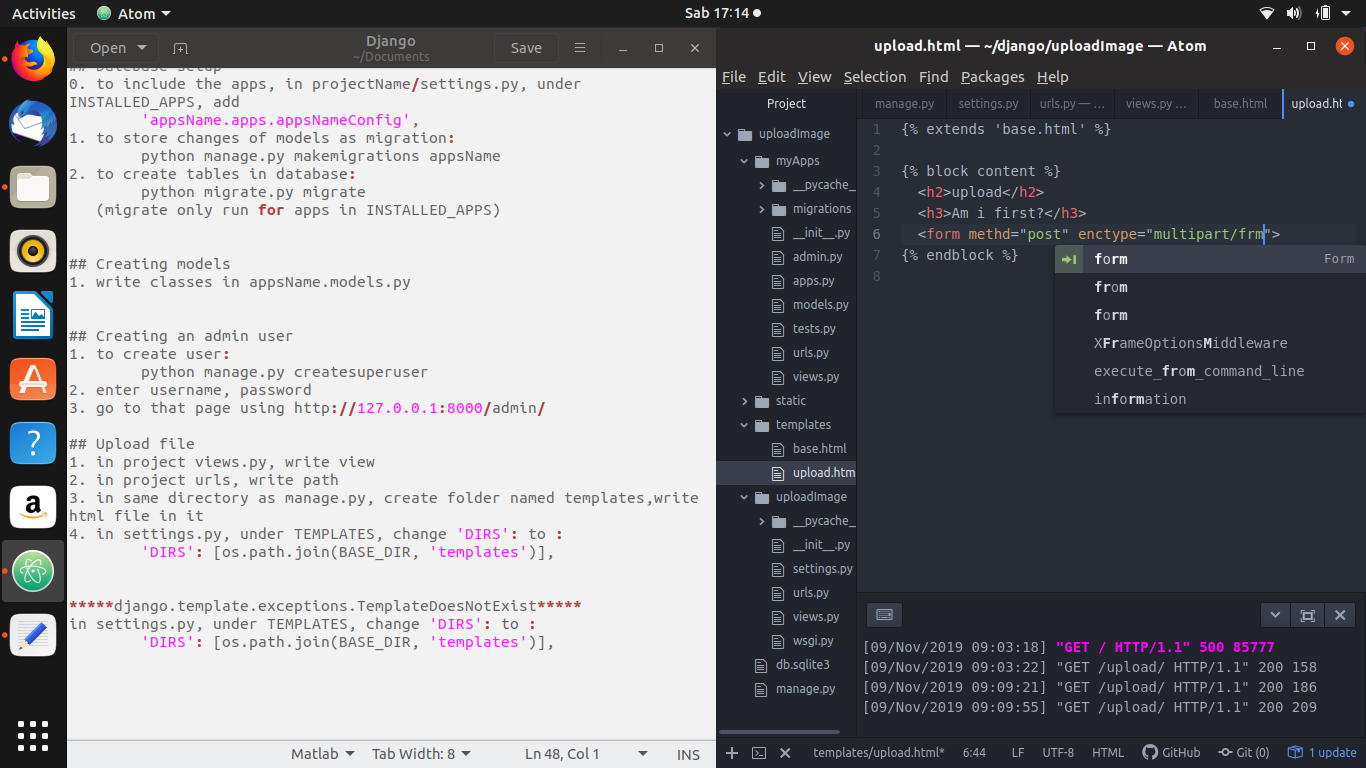 Activities
Atom
Sab 17:14
Open
Django
~/Documents
Save
0. to include the apps, in projectName/settings.py, under
INSTALLED_APPS, add
'appsName.apps.appsNameConfig',
1. to store changes of models as migration:
python manage.py makemigrations appsName
2. to create tables in database:
python migrate.py migrate
(migrate only run for apps in INSTALLED_APPS)
## Creating models
1. write classes in appsName.models.py
## Creating an admin user
1. to create user:
python manage.py createsuperuser
2. enter username, password
3. go to that page using http://127.0.0.1:8000/admin/
## Upload file
1. in project views.py, write view
2. in project urls, write path
3. in same directory as manage.py, create folder named templates,write
html file in it
4. in settings.py, under TEMPLATES, change 'DIRS': to :
'DIRS': [os.path.join(BASE_DIR, 'templates')],
*****django.template.exceptions.TemplateDoesNotExist*****
in settings.py, under TEMPLATES, change 'DIRS': to :
'DIRS': [os.path.join(BASE_DIR, 'templates')],
Matlab
Tab Width: 8
Ln 48, Col 1
INS
upload.html — ~/django/uploadImage — Atom
File Edit View Selection Find Packages Help
Project
manage.py
settings.py
urls.py — ...
views.py ...
base.html
upload.ht
uploadImage
myApps
__pycache_
migrations
__init__.py
admin.py
apps.py
models.py
tests.py
urls.py
views.py
static
templates
base.html
upload.htm
uploadImage
__pycache_
__init__.py
settings.py
urls.py
views.py
wsgi.py
db.sqlite3
manage.py
1 {% extends 'base.html' %}
2
3 {% block content %}
4 <h2>upload</h2>
5 <h3>Am i first?</h3>
6 <form methd="post" enctype="multipart/frm">
7 {% endblock %}
8
form Form
from
form
XFrameOptionsMiddleware
execute_from_command_line
information
[09/Nov/2019 09:03:18] "GET / HTTP/1.1" 500 85777
[09/Nov/2019 09:03:22] "GET /upload/ HTTP/1.1" 200 158
[09/Nov/2019 09:09:21] "GET /upload/ HTTP/1.1" 200 186
[09/Nov/2019 09:09:55] "GET /upload/ HTTP/1.1" 200 209
templates/upload.html* 6:44 LF UTF-8 HTML GitHub Git (0) 1 update